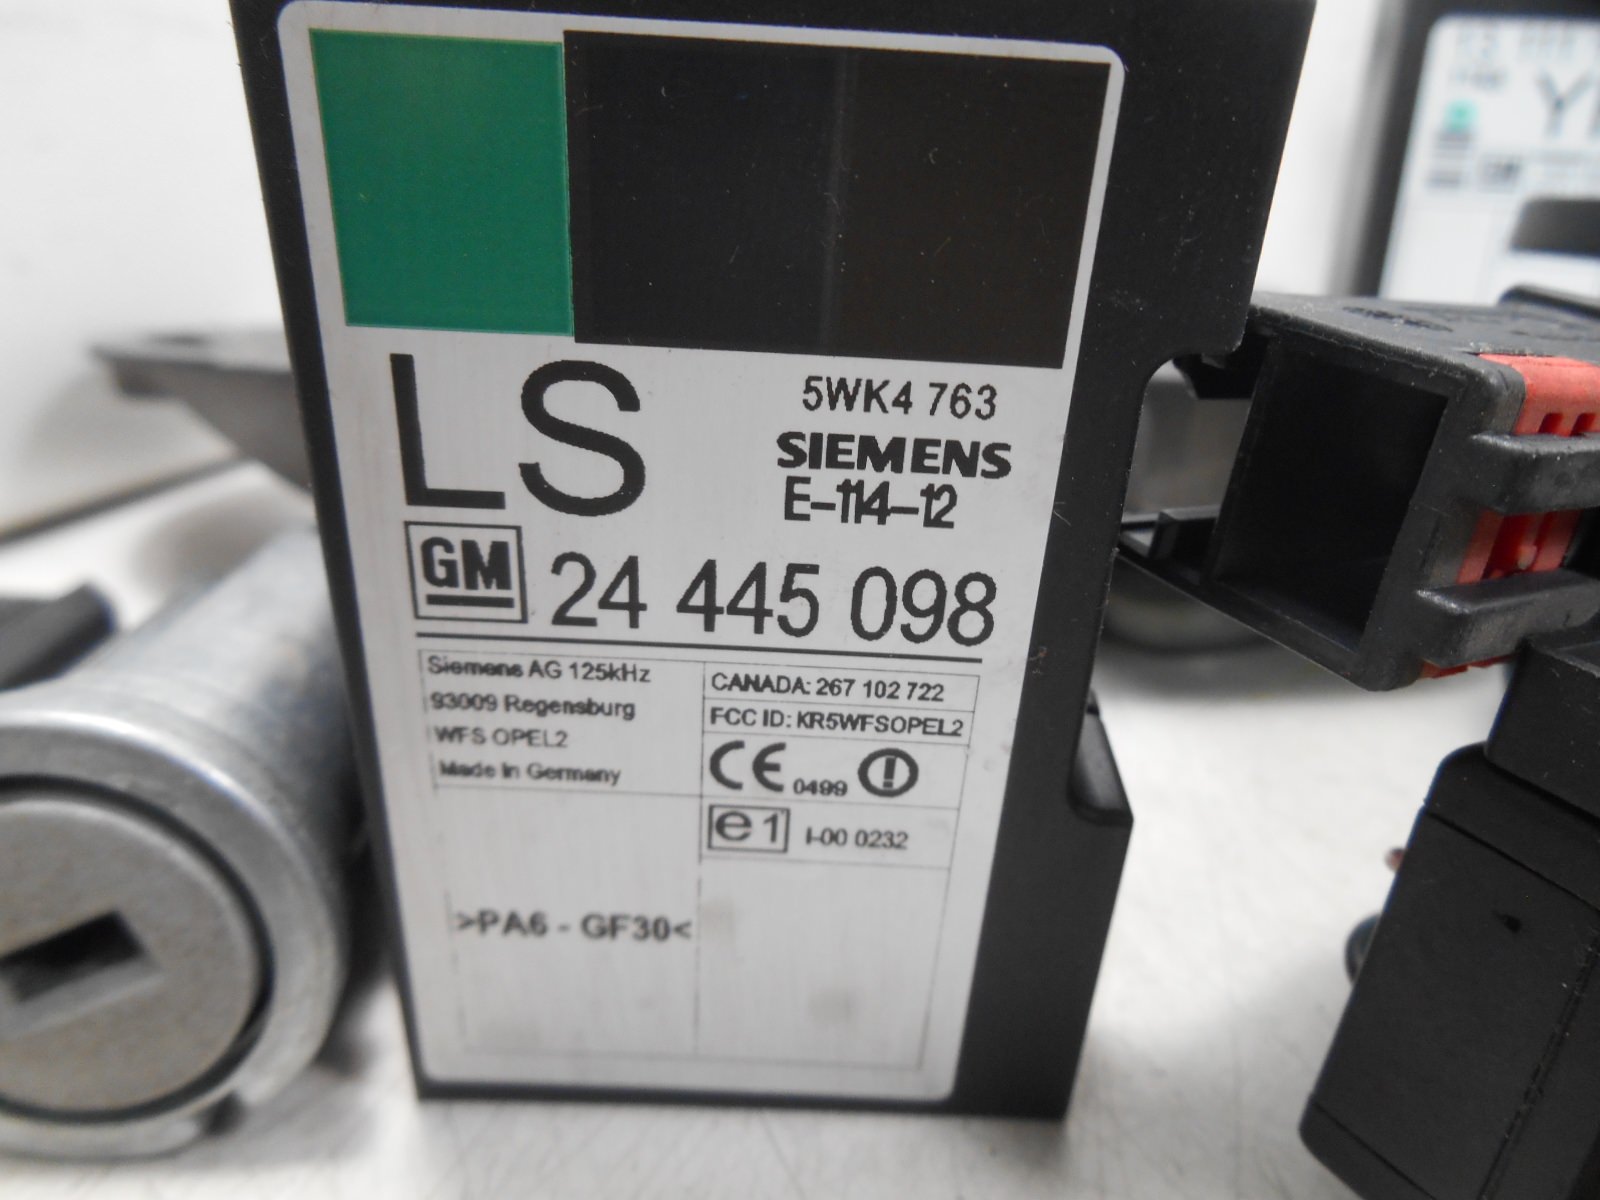 LS
5WK4 763
SIEMENS
E-114-12
GM 24 445 098
Siemens AG 125kHz
93009 Regensburg
WFS OPEL2
Made in Germany
CANADA: 267 102 722
FCC ID: KR5WFSOPEL2
CE 0499
e1 I-00 0232
>PA6 - GF30<
GM